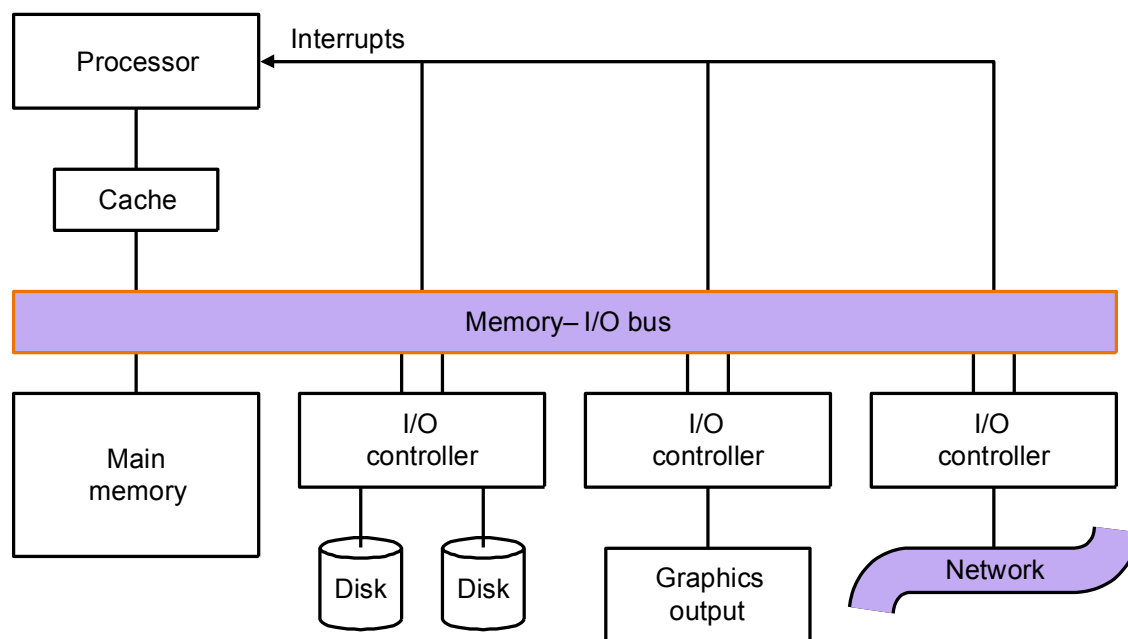 Interrupts
Processor
Cache
Memory– I/O bus
Main
memory
I/O
controller
I/O
controller
I/O
controller
Disk
Disk
Graphics
output
Network